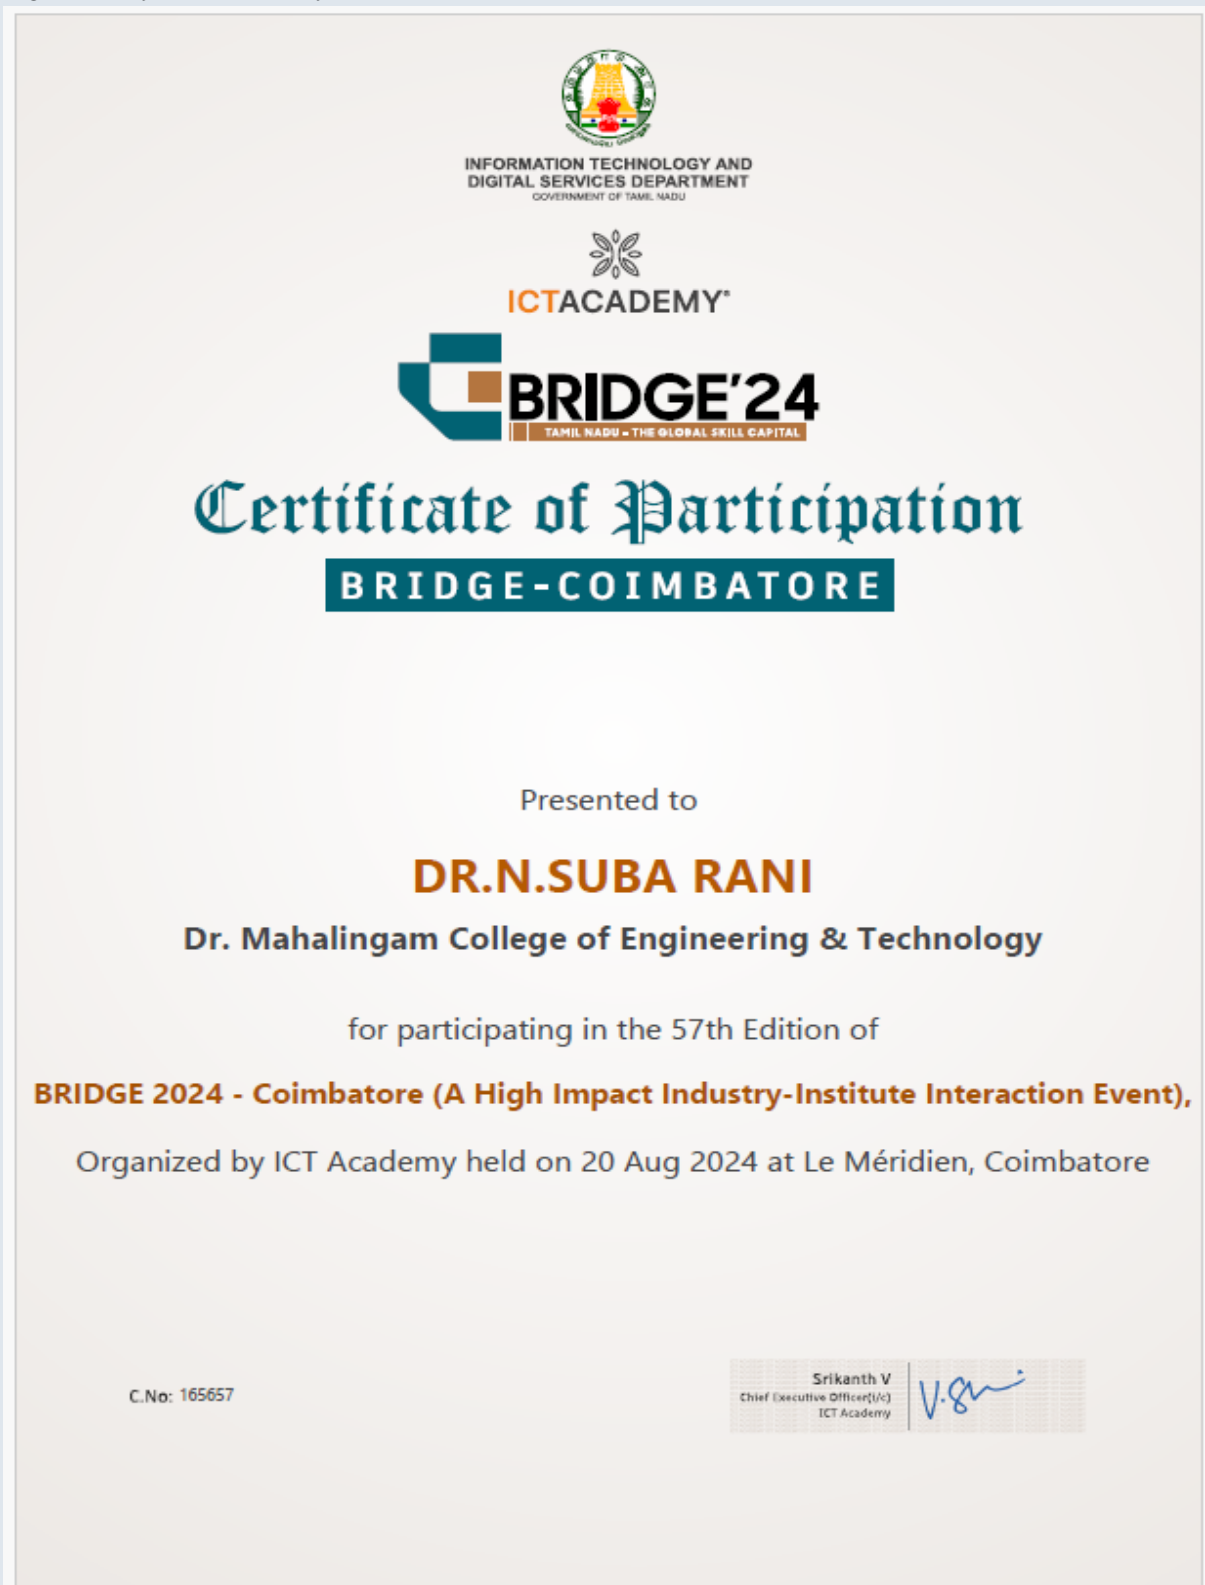 INFORMATION TECHNOLOGY AND
DIGITAL SERVICES DEPARTMENT
GOVERNMENT OF TAMIL NADU
ICTACADEMY®
BRIDGE'24
TAMIL NADU - THE GLOBAL SKILL CAPITAL
Certificate of Participation
BRIDGE-COIMBATORE
Presented to
DR.N.SUBA RANI
Dr. Mahalingam College of Engineering & Technology
for participating in the 57th Edition of
BRIDGE 2024 - Coimbatore (A High Impact Industry-Institute Interaction Event),
Organized by ICT Academy held on 20 Aug 2024 at Le Méridien, Coimbatore
C.No: 165657
Srikanth V
Chief Executive Officer(i/c)
ICT Academy